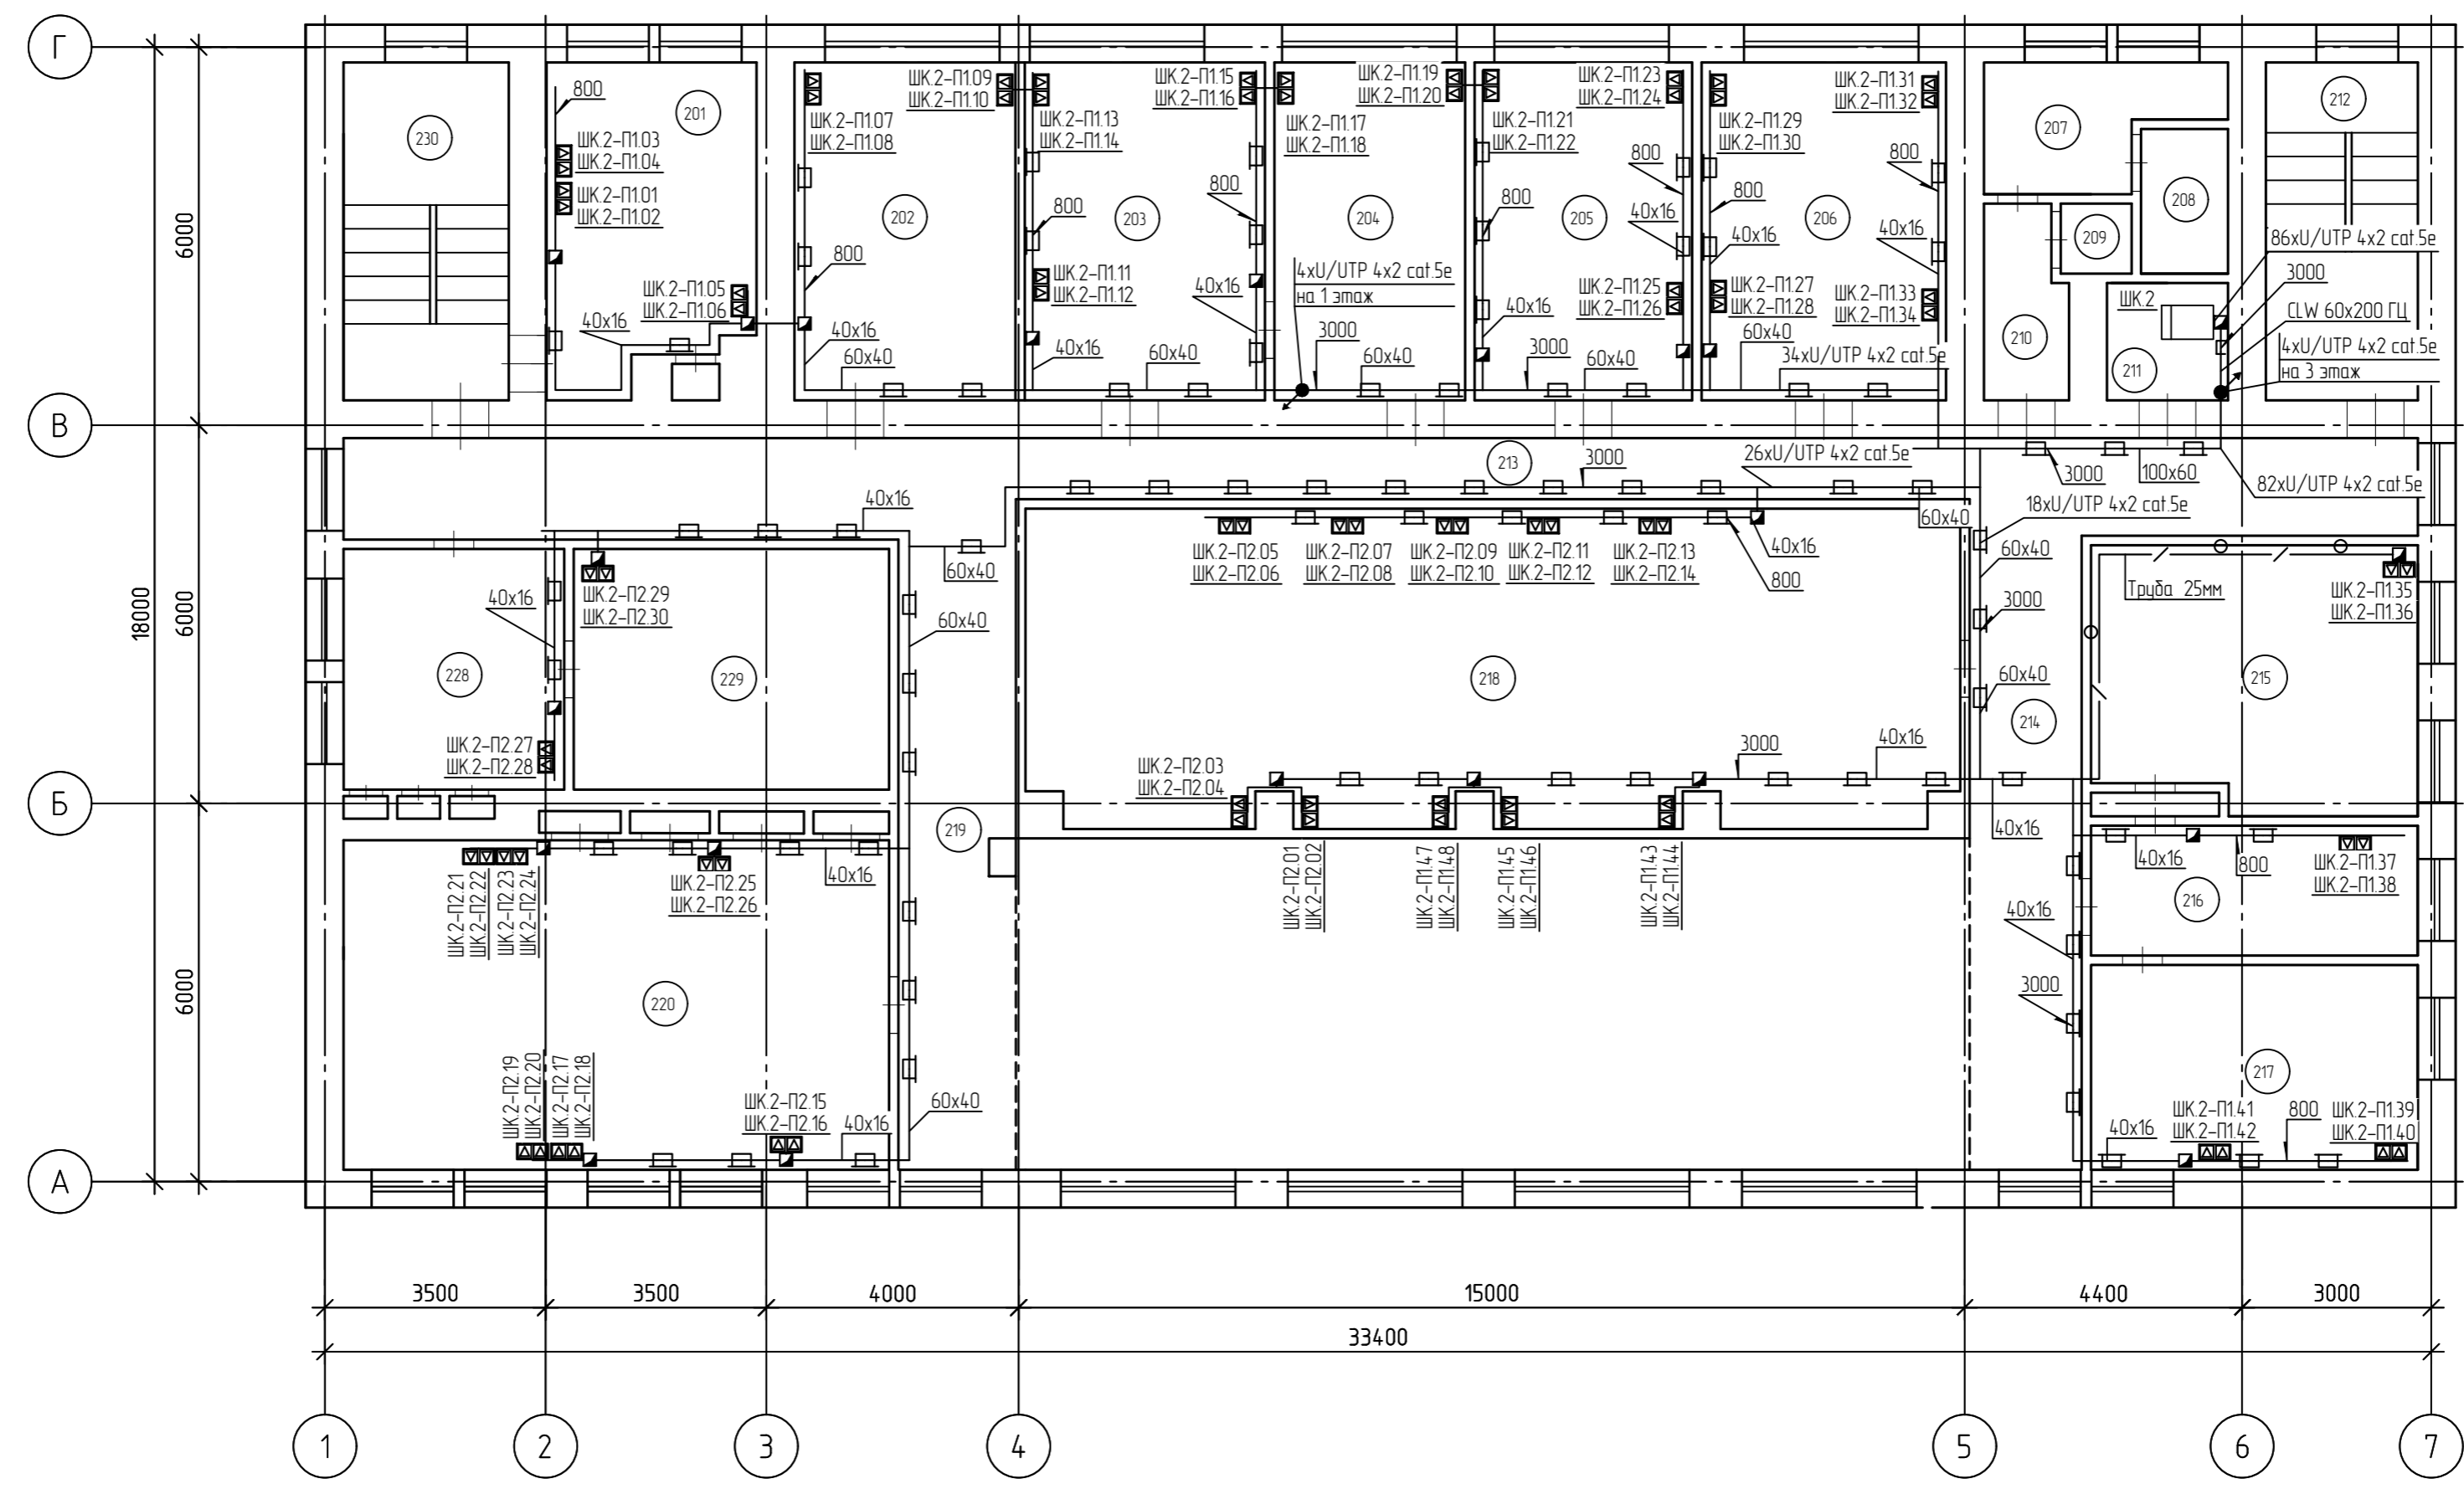 Г
В
Б
А
18000
6000
6000
6000
230
800
201
ШК.2-П1.03
ШК.2-П1.04
ШК.2-П1.01
ШК.2-П1.02
ШК.2-П1.05
ШК.2-П1.06
40х16
ШК.2-П1.09
ШК.2-П1.10
ШК.2-П1.07
ШК.2-П1.08
202
800
40х16
60х40
ШК.2-П1.15
ШК.2-П1.16
ШК.2-П1.13
ШК.2-П1.14
800
203
800
ШК.2-П1.11
ШК.2-П1.12
40х16
40х16
60х40
ШК.2-П1.19
ШК.2-П1.20
ШК.2-П1.17
ШК.2-П1.18
204
4хU/UTP 4х2 cat.5e
на 1 этаж
3000
60х40
ШК.2-П1.23
ШК.2-П1.24
ШК.2-П1.21
ШК.2-П1.22
800
800
205
40х16
ШК.2-П1.25
ШК.2-П1.26
40х16
3000
60х40
ШК.2-П1.31
ШК.2-П1.32
ШК.2-П1.29
ШК.2-П1.30
800
800
206
40х16
40х16
ШК.2-П1.27
ШК.2-П1.28
ШК.2-П1.33
ШК.2-П1.34
60х40
34хU/UTP 4х2 cat.5e
207
208
209
210
211
ШК.2
212
86хU/UTP 4х2 cat.5e
3000
CLW 60х200 ГЦ
4хU/UTP 4х2 cat.5e
на 3 этаж
213
3000
26хU/UTP 4х2 cat.5e
3000
100х60
82хU/UTP 4х2 cat.5e
18хU/UTP 4х2 cat.5e
60х40
60х40
3000
60х40
214
40х16
60х40
40х16
228
ШК.2-П2.27
ШК.2-П2.28
ШК.2-П2.29
ШК.2-П2.30
229
60х40
219
ШК.2-П2.05
ШК.2-П2.06
ШК.2-П2.07
ШК.2-П2.08
ШК.2-П2.09
ШК.2-П2.10
ШК.2-П2.11
ШК.2-П2.12
ШК.2-П2.13
ШК.2-П2.14
40х16
800
218
ШК.2-П2.03
ШК.2-П2.04
3000
40х16
ШК.2-П2.01
ШК.2-П2.02
ШК.2-П1.47
ШК.2-П1.48
ШК.2-П1.45
ШК.2-П1.46
ШК.2-П1.43
ШК.2-П1.44
Труба 25мм
ШК.2-П1.35
ШК.2-П1.36
215
40х16
40х16
800
ШК.2-П1.37
ШК.2-П1.38
216
40х16
3000
217
40х16
ШК.2-П1.41
ШК.2-П1.42
800
ШК.2-П1.39
ШК.2-П1.40
ШК.2-П2.21
ШК.2-П2.22
ШК.2-П2.23
ШК.2-П2.24
ШК.2-П2.25
ШК.2-П2.26
40х16
220
ШК.2-П2.19
ШК.2-П2.20
ШК.2-П2.17
ШК.2-П2.18
ШК.2-П2.15
ШК.2-П2.16
40х16
60х40
3500
3500
4000
15000
4400
3000
33400
1
2
3
4
5
6
7